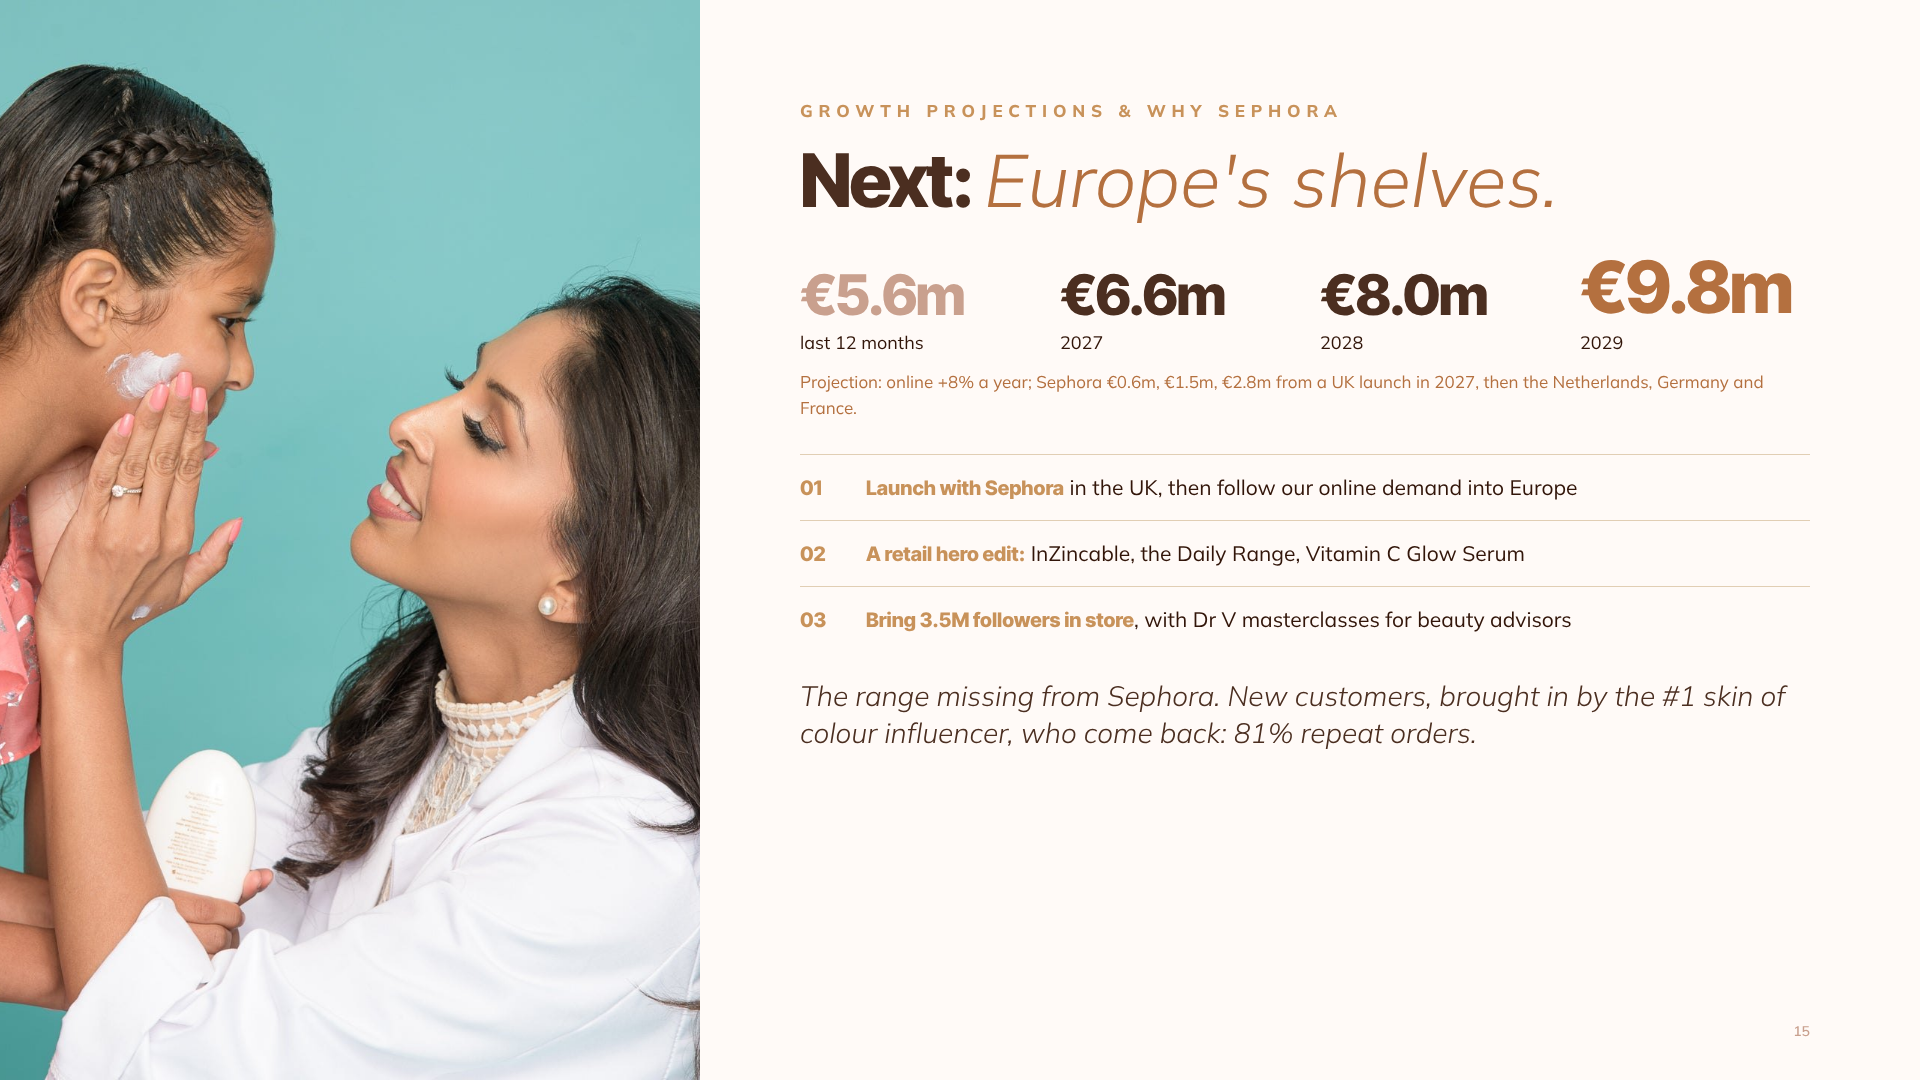 GROWTH PROJECTIONS & WHY SEPHORA
Next: Europe's shelves.
€5.6m €6.6m €8.0m €9.8m
last 12 months 2027 2028 2029
Projection: online +8% a year; Sephora €0.6m, €1.5m, €2.8m from a UK launch in 2027, then the Netherlands, Germany and
France.
01 Launch with Sephora in the UK, then follow our online demand into Europe
02 A retail hero edit: InZincable, the Daily Range, Vitamin C Glow Serum
03 Bring 3.5M followers in store, with Dr V masterclasses for beauty advisors
The range missing from Sephora. New customers, brought in by the #1 skin of
colour influencer, who come back: 81% repeat orders.
15